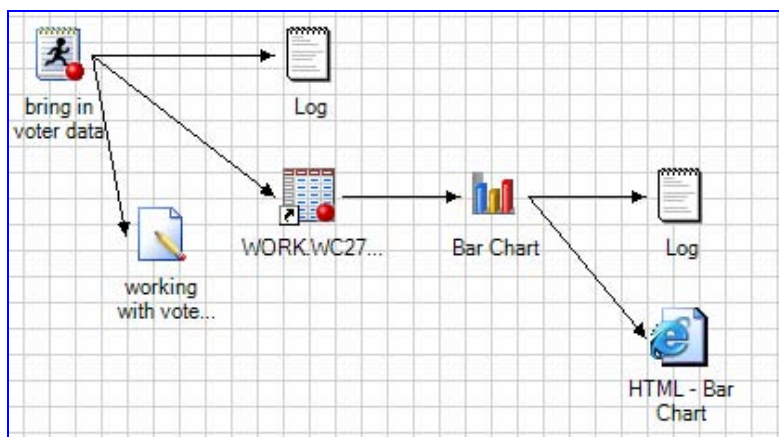 bring in
voter data
Log
working
with vote...
WORK.WC27...
Bar Chart
Log
HTML - Bar
Chart